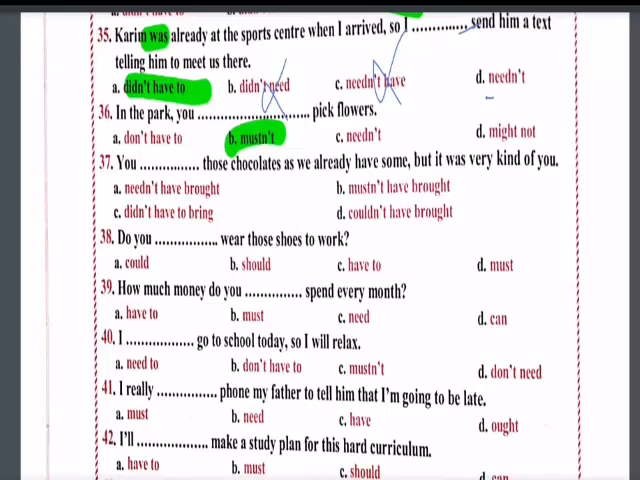 35. Karim was already at the sports centre when I arrived, so I .............. send him a text
telling him to meet us there.
a. didn't have to b. didn't need c. needn't have d. needn't
36. In the park, you ............................ pick flowers.
a. don't have to b. mustn't c. needn't d. might not
37. You ............... those chocolates as we already have some, but it was very kind of you.
a. needn't have brought b. mustn't have brought
c. didn't have to bring d. couldn't have brought
38. Do you ................ wear those shoes to work?
a. could b. should c. have to d. must
39. How much money do you .............. spend every month?
a. have to b. must c. need d. can
40. I ................. go to school today, so I will relax.
a. need to b. don't have to c. mustn't d. don't need
41. I really ............... phone my father to tell him that I'm going to be late.
a. must b. need c. have d. ought
42. I'll .................. make a study plan for this hard curriculum.
a. have to b. must c. should d. can